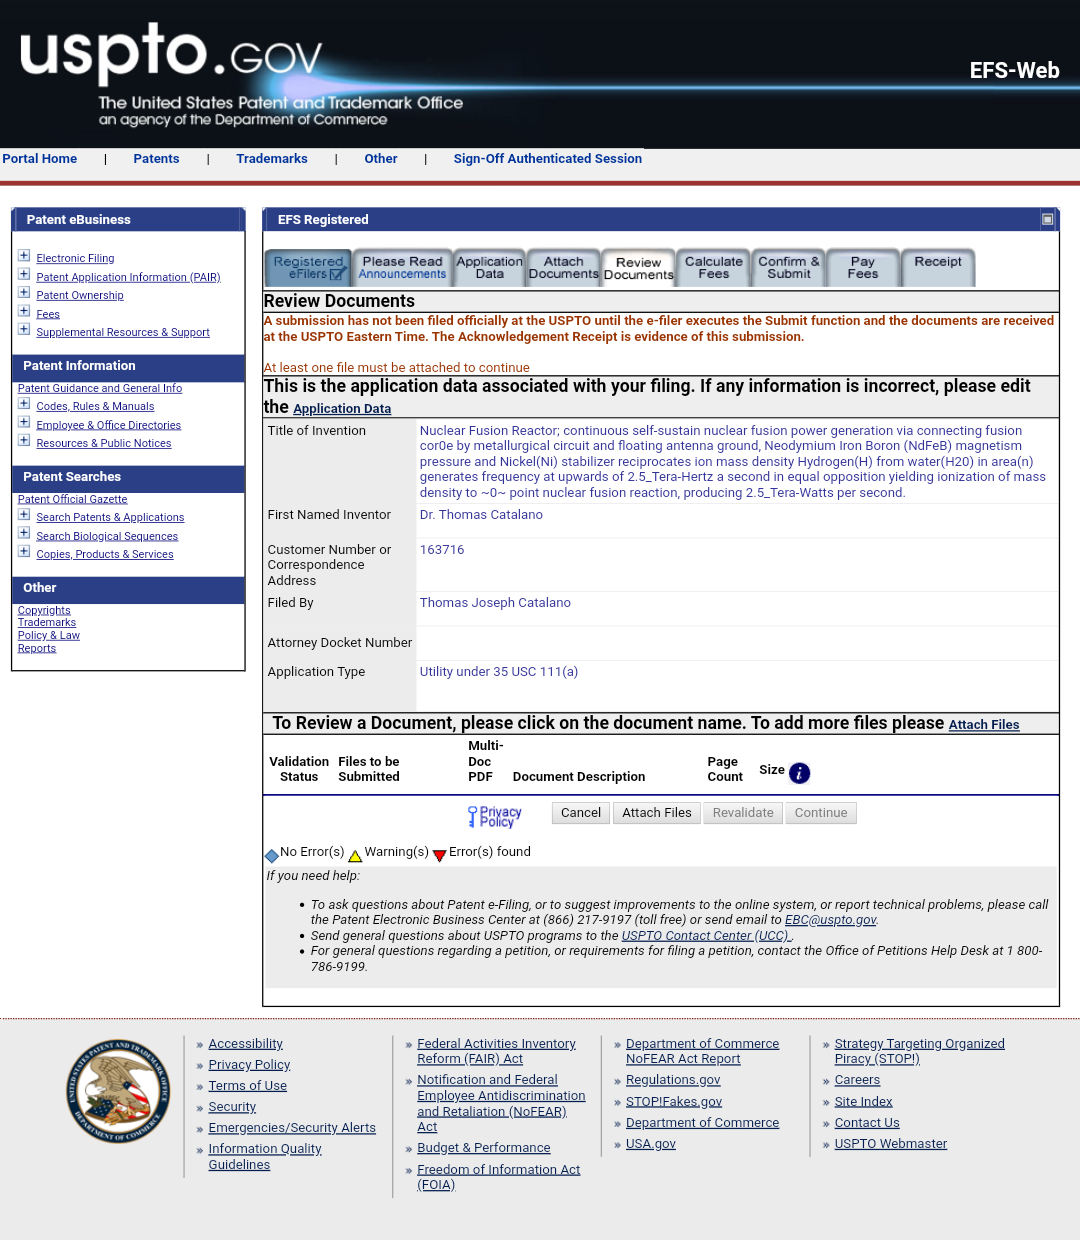 uspto.GOV
The United States Patent and Trademark Office
an agency of the Department of Commerce
EFS-Web
Portal Home | Patents | Trademarks | Other | Sign-Off Authenticated Session
Patent eBusiness
Electronic Filing
Patent Application Information (PAIR)
Patent Ownership
Fees
Supplemental Resources & Support
Patent Information
Patent Guidance and General Info
Codes, Rules & Manuals
Employee & Office Directories
Resources & Public Notices
Patent Searches
Patent Official Gazette
Search Patents & Applications
Search Biological Sequences
Copies, Products & Services
Other
Copyrights
Trademarks
Policy & Law
Reports
EFS Registered
Registered eFilers
Please Read Announcements
Application Data
Attach Documents
Review Documents
Calculate Fees
Confirm & Submit
Pay Fees
Receipt
Review Documents
A submission has not been filed officially at the USPTO until the e-filer executes the Submit function and the documents are received
at the USPTO Eastern Time. The Acknowledgement Receipt is evidence of this submission.
At least one file must be attached to continue
This is the application data associated with your filing. If any information is incorrect, please edit
the Application Data
Title of Invention
Nuclear Fusion Reactor; continuous self-sustain nuclear fusion power generation via connecting fusion
cor0e by metallurgical circuit and floating antenna ground, Neodymium Iron Boron (NdFeB) magnetism
pressure and Nickel(Ni) stabilizer reciprocates ion mass density Hydrogen(H) from water(H20) in area(n)
generates frequency at upwards of 2.5_Tera-Hertz a second in equal opposition yielding ionization of mass
density to ~0~ point nuclear fusion reaction, producing 2.5_Tera-Watts per second.
First Named Inventor
Dr. Thomas Catalano
Customer Number or
Correspondence
Address
163716
Filed By
Thomas Joseph Catalano
Attorney Docket Number
Application Type
Utility under 35 USC 111(a)
To Review a Document, please click on the document name. To add more files please Attach Files
Validation Status
Files to be Submitted
Multi-Doc PDF
Document Description
Page Count
Size i
Privacy Policy
Cancel
Attach Files
Revalidate
Continue
No Error(s) Warning(s) Error(s) found
If you need help:
• To ask questions about Patent e-Filing, or to suggest improvements to the online system, or report technical problems, please call
the Patent Electronic Business Center at (866) 217-9197 (toll free) or send email to EBC@uspto.gov.
• Send general questions about USPTO programs to the USPTO Contact Center (UCC) .
• For general questions regarding a petition, or requirements for filing a petition, contact the Office of Petitions Help Desk at 1 800-
786-9199.
UNITED STATES PATENT AND TRADEMARK OFFICE
DEPARTMENT OF COMMERCE
» Accessibility
» Privacy Policy
» Terms of Use
» Security
» Emergencies/Security Alerts
» Information Quality
Guidelines
» Federal Activities Inventory
Reform (FAIR) Act
» Notification and Federal
Employee Antidiscrimination
and Retaliation (NoFEAR)
Act
» Budget & Performance
» Freedom of Information Act
(FOIA)
» Department of Commerce
NoFEAR Act Report
» Regulations.gov
» STOP!Fakes.gov
» Department of Commerce
» USA.gov
» Strategy Targeting Organized
Piracy (STOP!)
» Careers
» Site Index
» Contact Us
» USPTO Webmaster